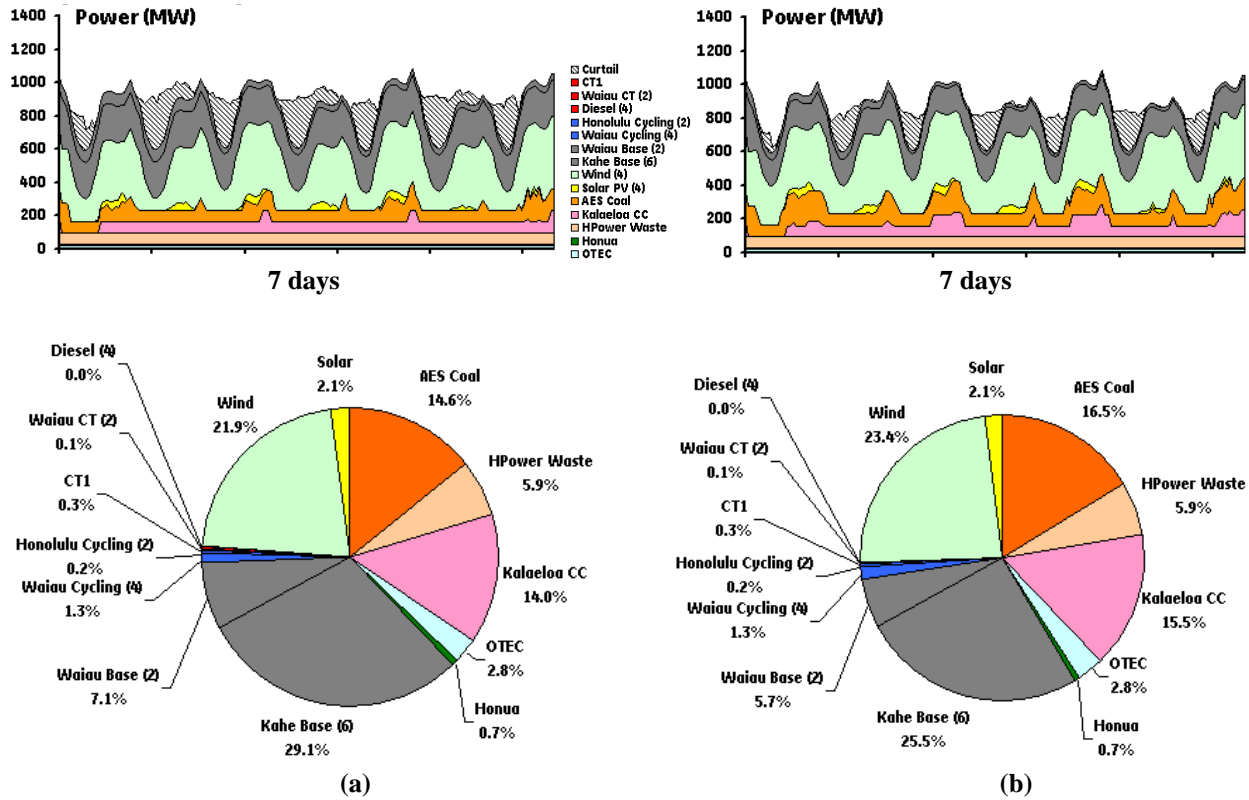 Power (MW)
1400
1200
1000
800
600
400
200
0
7 days
Curtail
CT1
Waiau CT (2)
Diesel (4)
Honolulu Cycling (2)
Waiau Cycling (4)
Waiau Base (2)
Kahe Base (6)
Wind (4)
Solar PV (4)
AES Coal
Kalaeloa CC
HPower Waste
Honua
OTEC
Power (MW)
1400
1200
1000
800
600
400
200
0
7 days
Diesel (4)
0.0%
Solar
2.1%
AES Coal
14.6%
Wind
21.9%
Waiau CT (2)
0.1%
HPower Waste
5.9%
CT1
0.3%
Honolulu Cycling (2)
0.2%
Waiau Cycling (4)
1.3%
Kalaeloa CC
14.0%
OTEC
2.8%
Waiau Base (2)
7.1%
Honua
0.7%
Kahe Base (6)
29.1%
(a)
Diesel (4)
0.0%
Solar
2.1%
AES Coal
16.5%
Wind
23.4%
Waiau CT (2)
0.1%
HPower Waste
5.9%
CT1
0.3%
Honolulu Cycling (2)
0.2%
Waiau Cycling (4)
1.3%
Kalaeloa CC
15.5%
OTEC
2.8%
Waiau Base (2)
5.7%
Honua
0.7%
Kahe Base (6)
25.5%
(b)